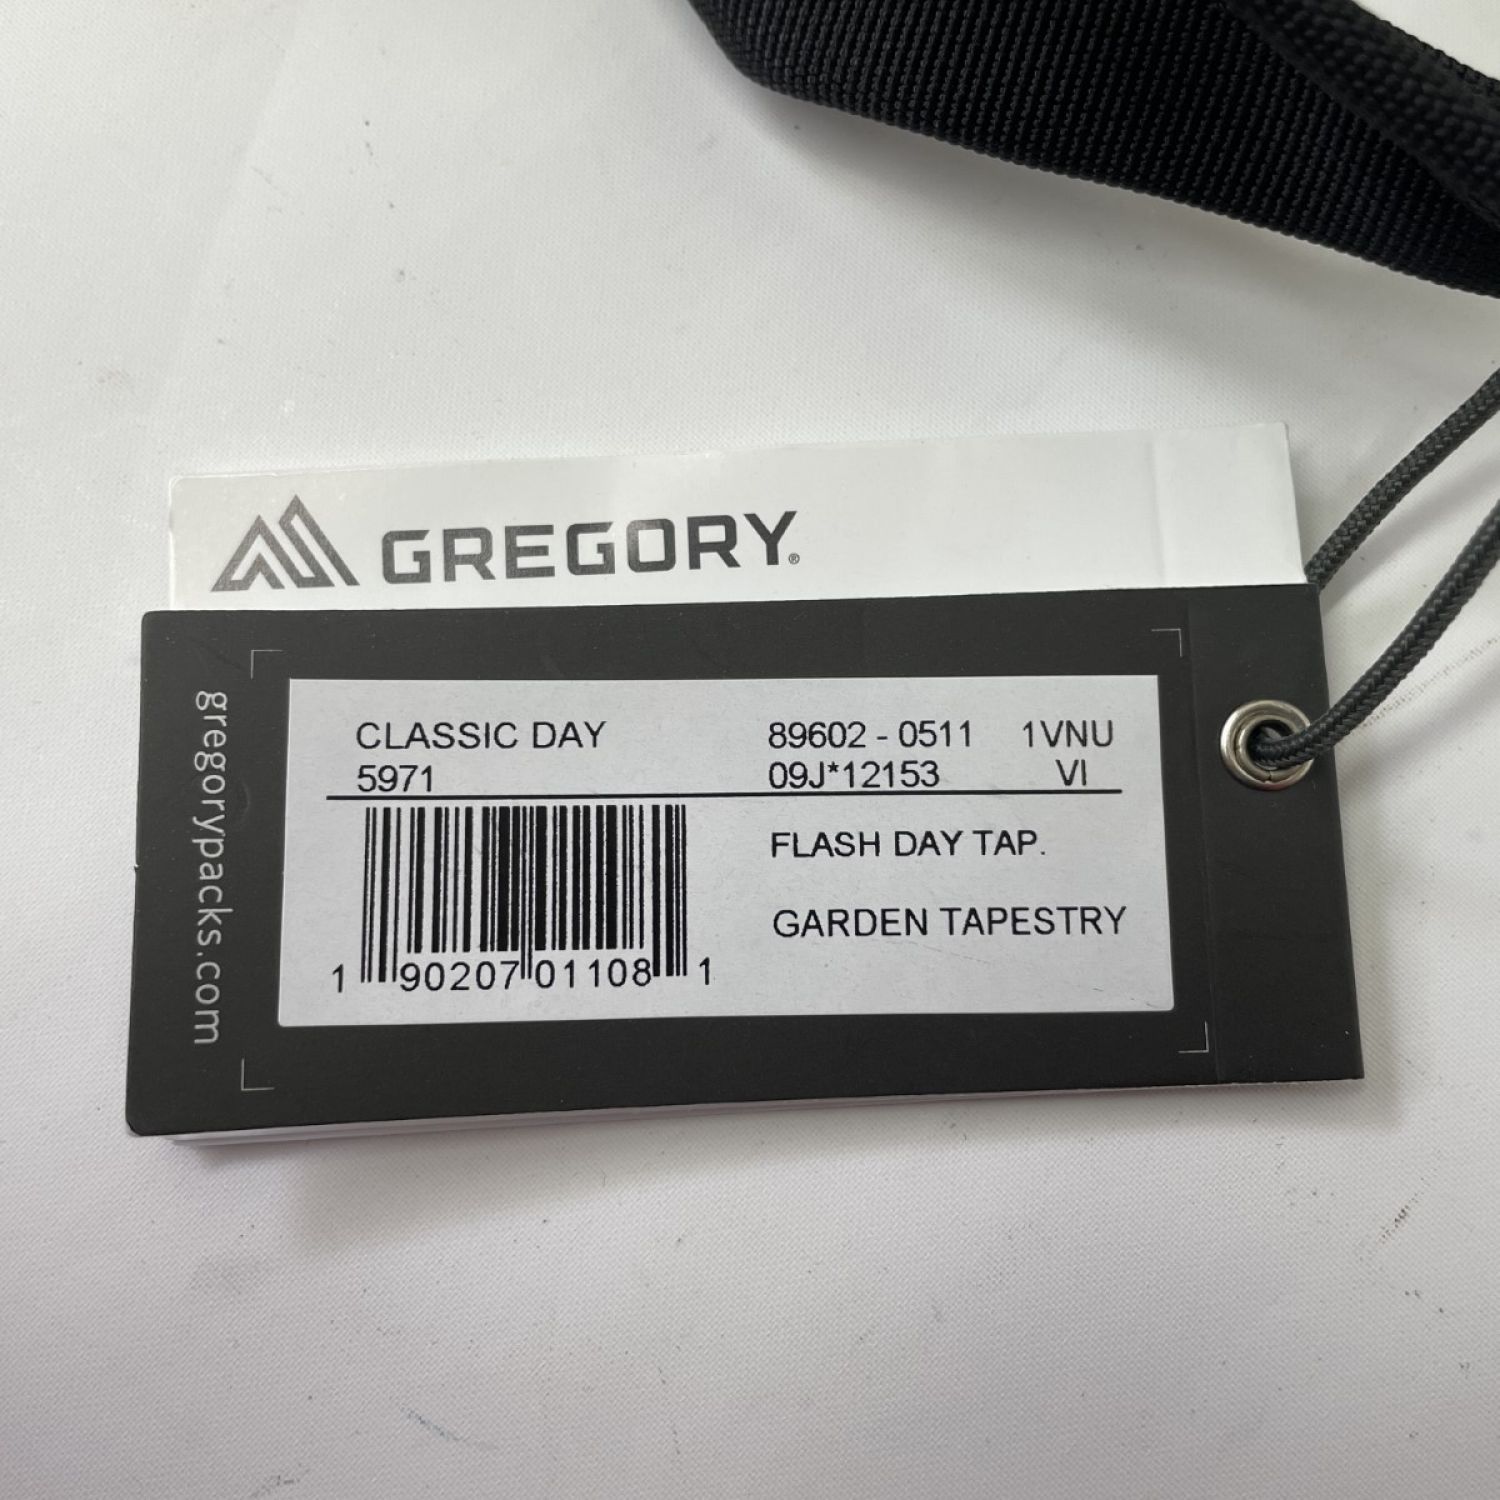 GREGORY®
gregorypacks.com
CLASSIC DAY 89602 - 0511 1VNU
5971 09J*12153 VI
FLASH DAY TAP.
GARDEN TAPESTRY
1 90207 01108 1